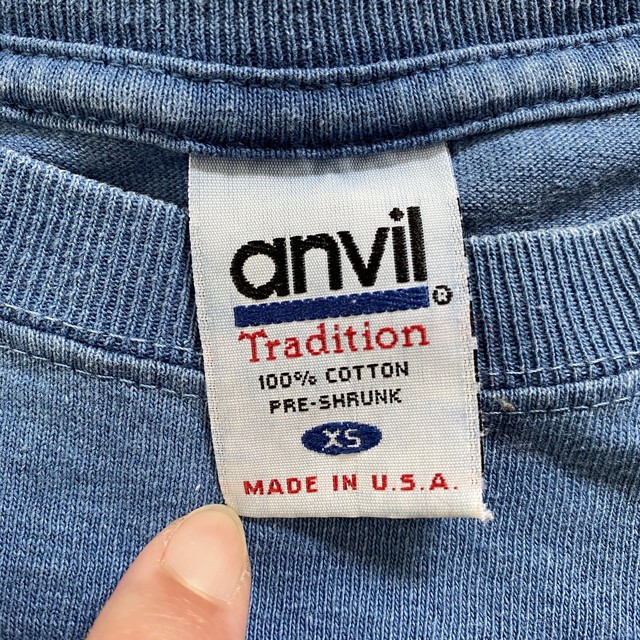 anvil®
Tradition
100% COTTON
PRE-SHRUNK
XS
MADE IN U.S.A.